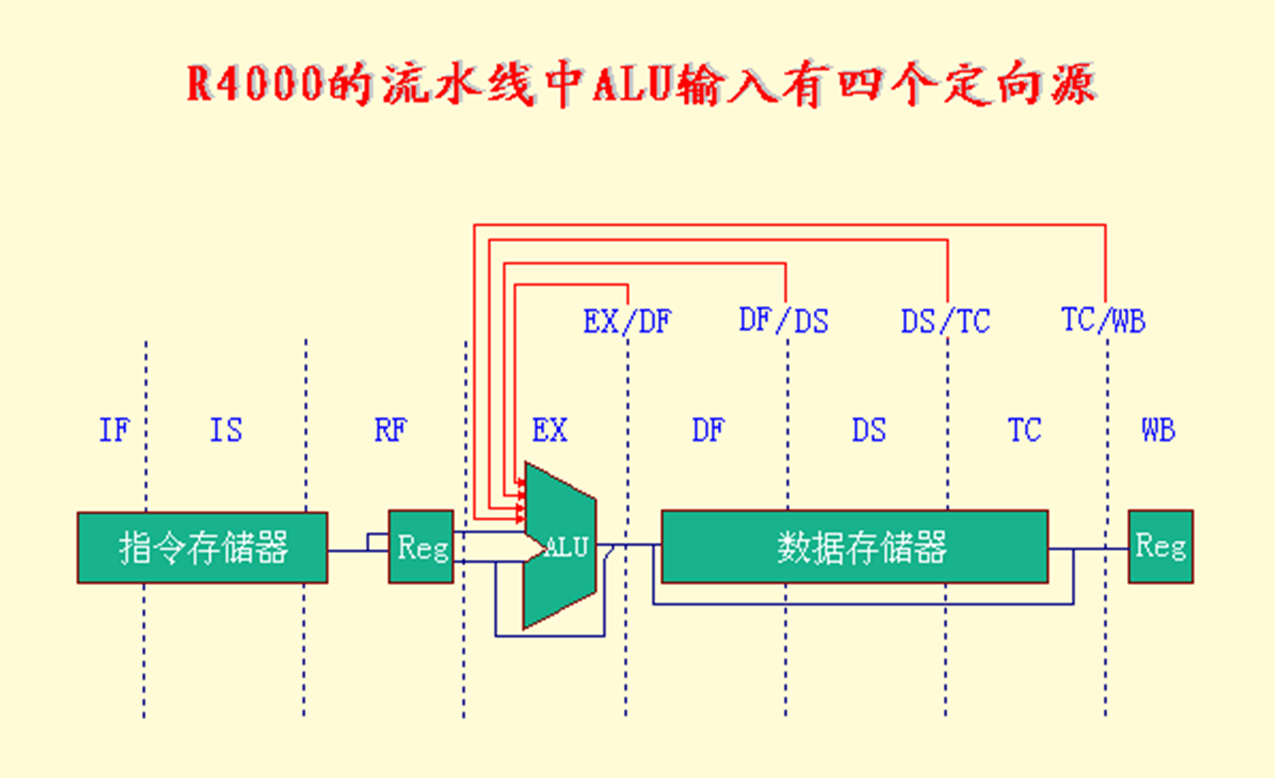 R4000的流水线中ALU输入有四个定向源
EX/DF DF/DS DS/TC TC/WB
IF IS RF EX DF DS TC WB
指令存储器 Reg ALU 数据存储器 Reg